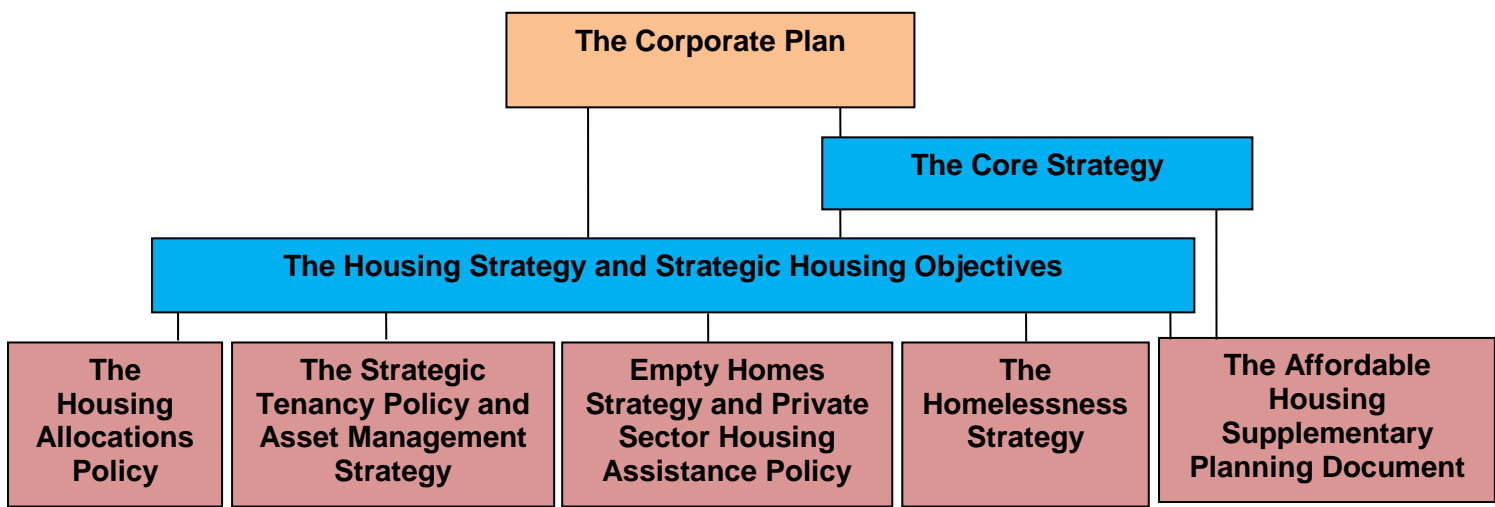 The Corporate Plan
The Core Strategy
The Housing Strategy and Strategic Housing Objectives
The
Housing
Allocations
Policy
The Strategic
Tenancy Policy and
Asset Management
Strategy
Empty Homes
Strategy and Private
Sector Housing
Assistance Policy
The
Homelessness
Strategy
The Affordable
Housing
Supplementary
Planning Document